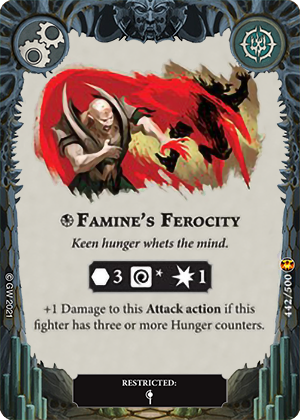 FAMINE'S FEROCITY
Keen hunger whets the mind.
3 * 1
+1 Damage to this Attack action if this
fighter has three or more Hunger counters.
RESTRICTED:
© GW 2021
442/500